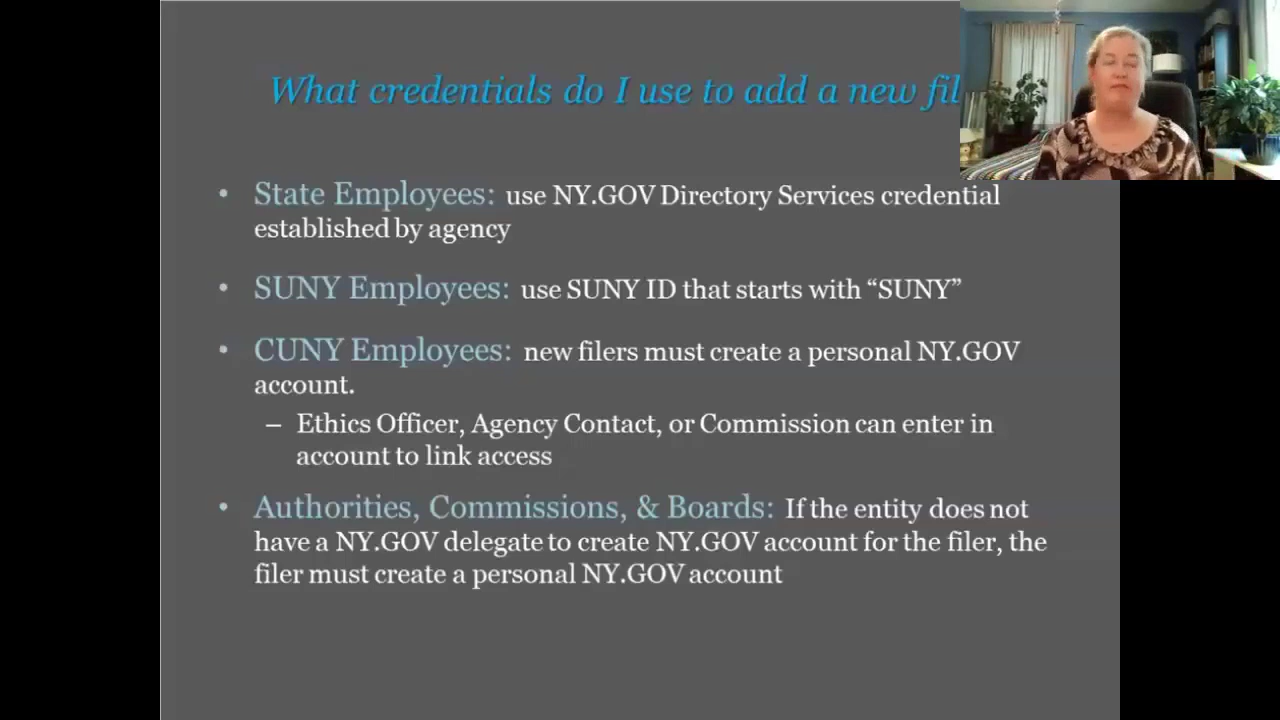 What credentials do I use to add a new fil
• State Employees: use NY.GOV Directory Services credential
established by agency
• SUNY Employees: use SUNY ID that starts with “SUNY”
• CUNY Employees: new filers must create a personal NY.GOV
account.
– Ethics Officer, Agency Contact, or Commission can enter in
account to link access
• Authorities, Commissions, & Boards: If the entity does not
have a NY.GOV delegate to create NY.GOV account for the filer, the
filer must create a personal NY.GOV account